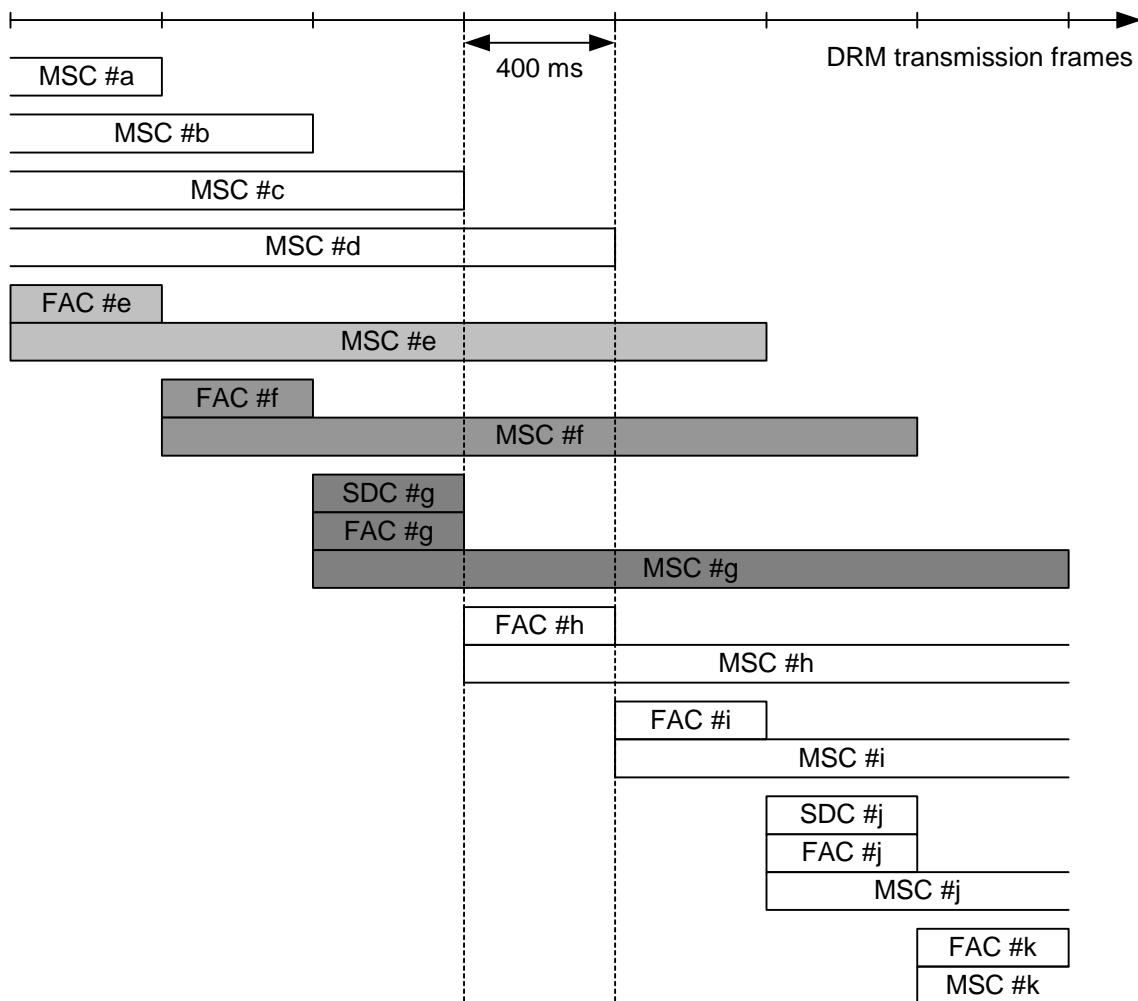 DRM transmission frames
400 ms
MSC #a
MSC #b
MSC #c
MSC #d
FAC #e
MSC #e
FAC #f
MSC #f
SDC #g
FAC #g
MSC #g
FAC #h
MSC #h
FAC #i
MSC #i
SDC #j
FAC #j
MSC #j
FAC #k
MSC #k